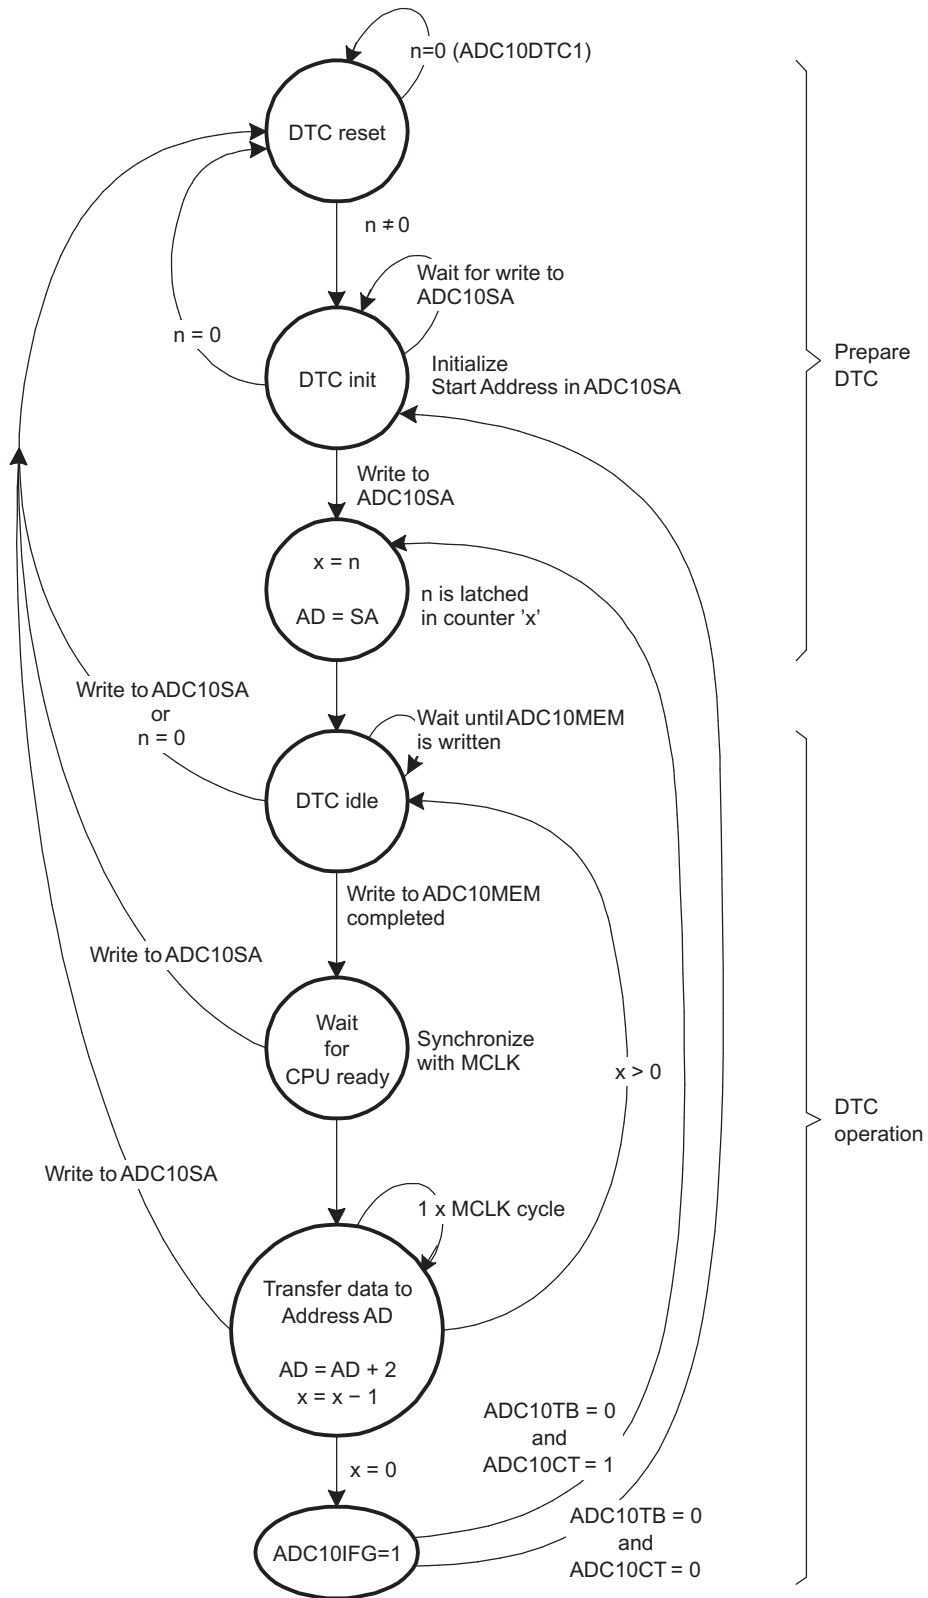 n=0 (ADC10DTC1)
DTC reset
n ≠ 0
Wait for write to
ADC10SA
n = 0
DTC init
Initialize
Start Address in ADC10SA
Prepare
DTC
Write to
ADC10SA
x = n
AD = SA
n is latched
in counter ’x’
Write to ADC10SA
or
n = 0
Wait until ADC10MEM
is written
DTC idle
Write to ADC10MEM
completed
Write to ADC10SA
Wait
for
CPU ready
Synchronize
with MCLK
x > 0
DTC
operation
Write to ADC10SA
1 x MCLK cycle
Transfer data to
Address AD
AD = AD + 2
x = x − 1
ADC10TB = 0
and
ADC10CT = 1
x = 0
ADC10IFG=1
ADC10TB = 0
and
ADC10CT = 0